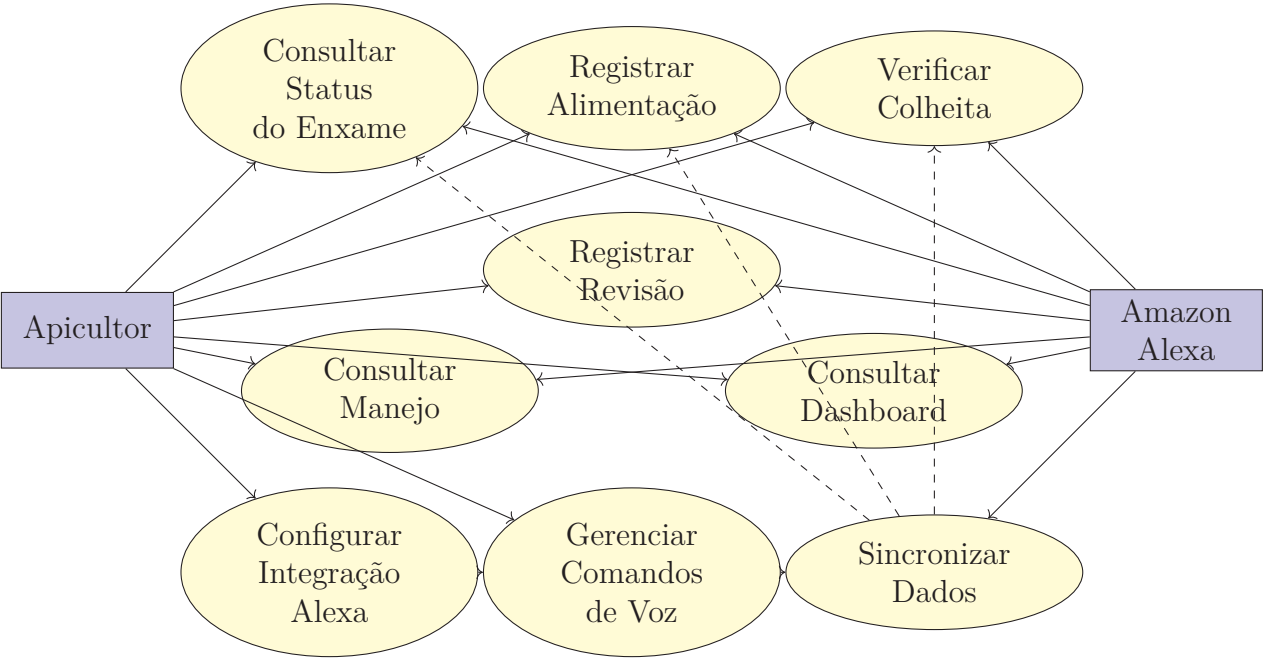 Consultar
Status
do Enxame
Registrar
Alimentação
Verificar
Colheita
Registrar
Revisão
Apicultor
Amazon
Alexa
Consultar
Manejo
Consultar
Dashboard
Configurar
Integração
Alexa
Gerenciar
Comandos
de Voz
Sincronizar
Dados